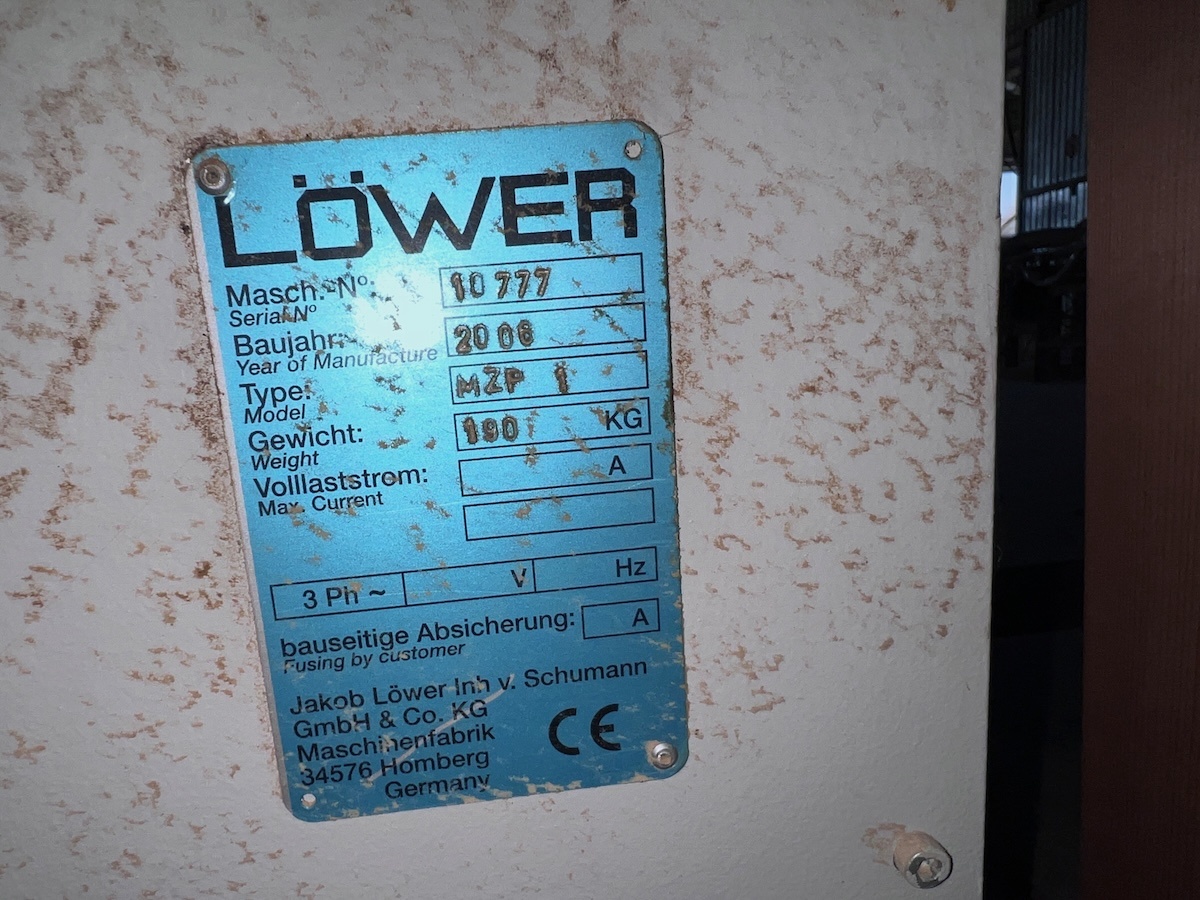 LÖWER
Masch.-Nº: 10 777
Serial Nº
Baujahr: 2006
Year of Manufacture
Type: MZP 1
Model
Gewicht: 190 KG
Weight
Volllaststrom: A
Max. Current
3 Ph ~ V Hz
bauseitige Absicherung: A
Fusing by customer
Jakob Löwer Inh v. Schumann
GmbH & Co. KG
Maschinenfabrik
34576 Homberg
Germany
CE